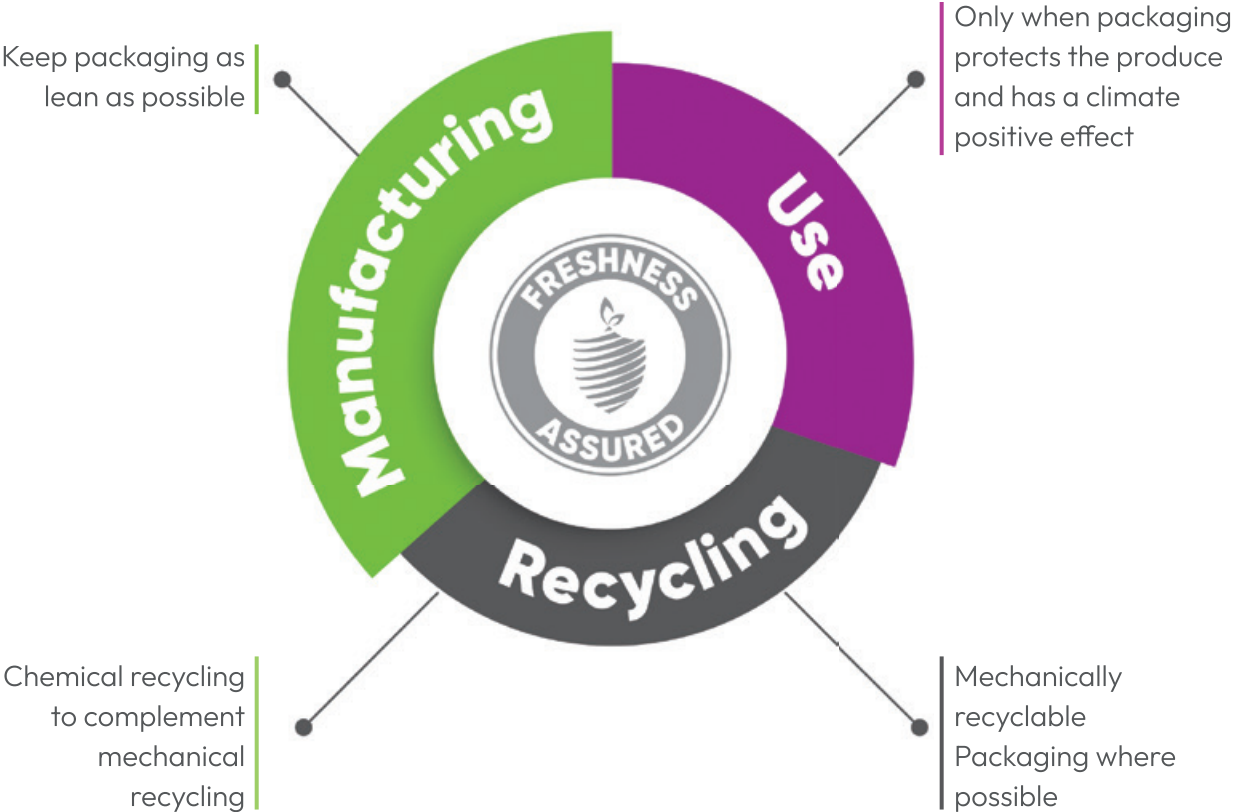 Keep packaging as
lean as possible
Only when packaging
protects the produce
and has a climate
positive effect
Manufacturing
Use
FRESHNESS
ASSURED
Recycling
Chemical recycling
to complement
mechanical
recycling
Mechanically
recyclable
Packaging where
possible